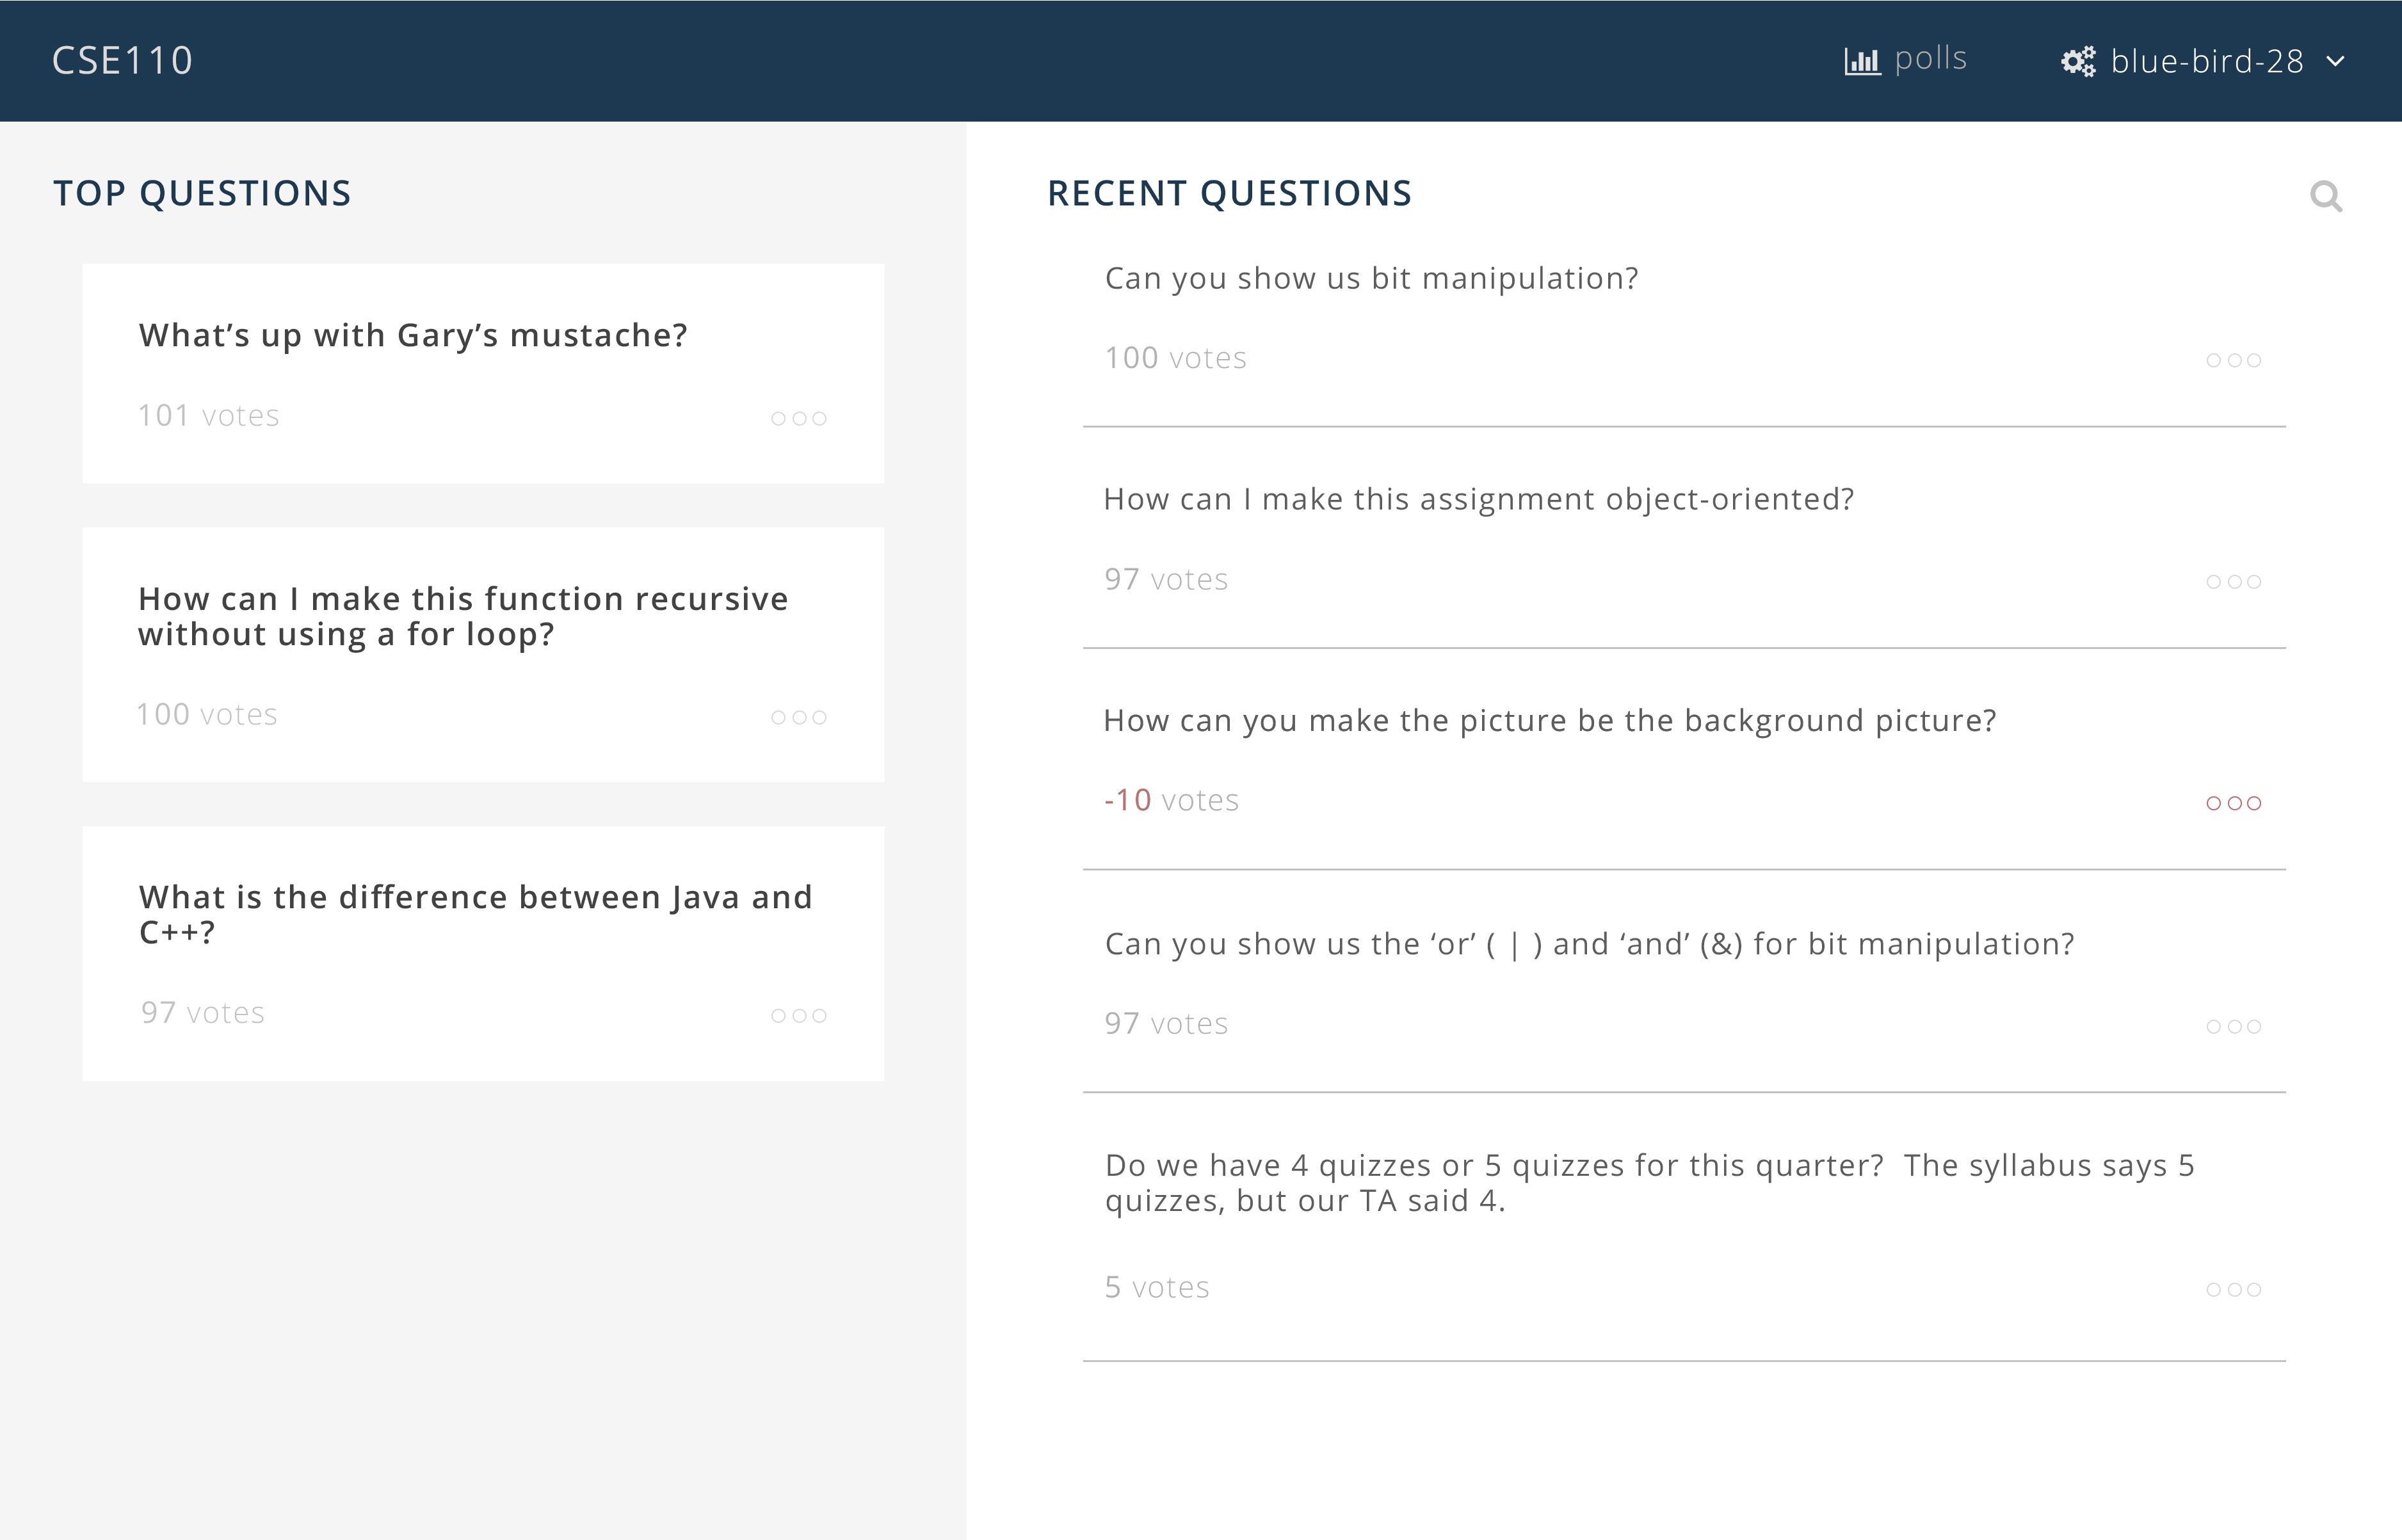 CSE110
polls
blue-bird-28
TOP QUESTIONS
What’s up with Gary’s mustache?
101 votes
How can I make this function recursive
without using a for loop?
100 votes
What is the difference between Java and
C++?
97 votes
RECENT QUESTIONS
Can you show us bit manipulation?
100 votes
How can I make this assignment object-oriented?
97 votes
How can you make the picture be the background picture?
-10 votes
Can you show us the ‘or’ ( | ) and ‘and’ (&) for bit manipulation?
97 votes
Do we have 4 quizzes or 5 quizzes for this quarter?  The syllabus says 5
quizzes, but our TA said 4.
5 votes